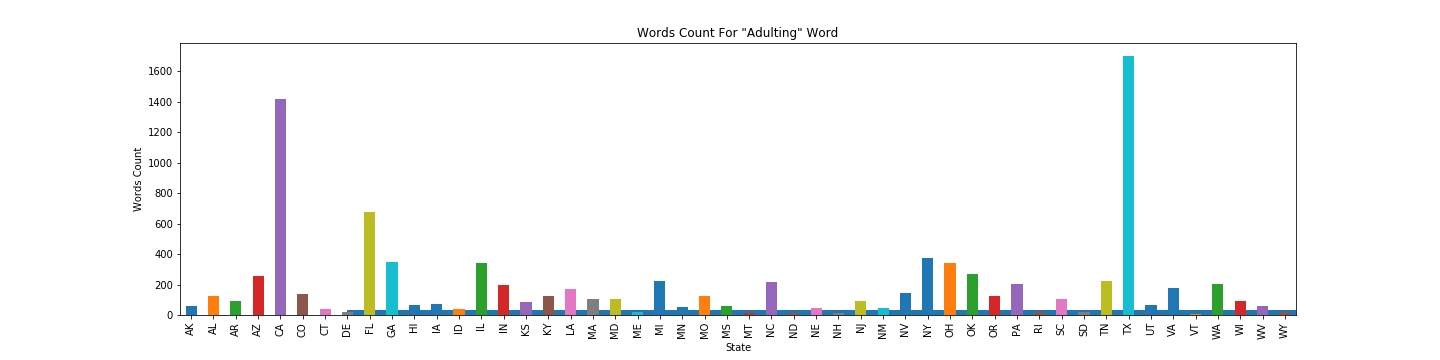 Words Count For "Adulting" Word
Words Count
1600
1400
1200
1000
800
600
400
200
0
AK AL AR AZ CA CO CT DE FL GA HI IA ID IL IN KS KY LA MA MD ME MI MN MO MS MT NC ND NE NH NJ NM NV NY OH OK OR PA RI SC SD TN TX UT VA VT WA WI WV WY
State